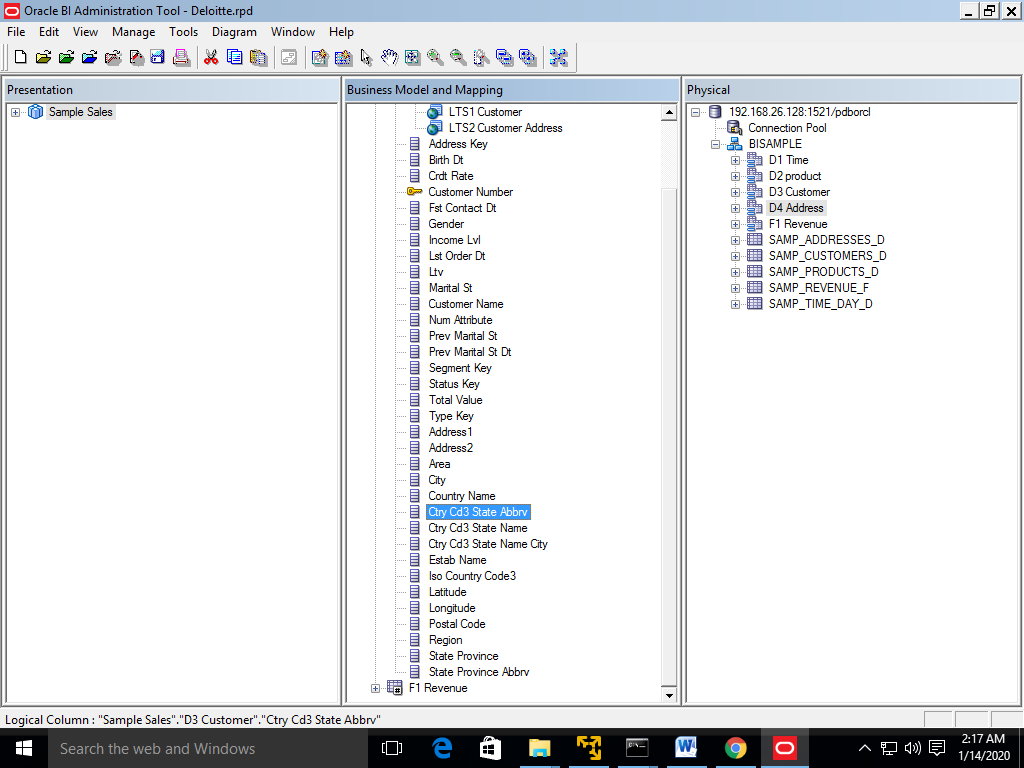 Oracle BI Administration Tool - Deloitte.rpd
File Edit View Manage Tools Diagram Window Help
Presentation
Sample Sales
Business Model and Mapping
LTS1 Customer
LTS2 Customer Address
Address Key
Birth Dt
Crdt Rate
Customer Number
Fst Contact Dt
Gender
Income Lvl
Lst Order Dt
Ltv
Marital St
Customer Name
Num Attribute
Prev Marital St
Prev Marital St Dt
Segment Key
Status Key
Total Value
Type Key
Address1
Address2
Area
City
Country Name
Ctry Cd3 State Abbrv
Ctry Cd3 State Name
Ctry Cd3 State Name City
Estab Name
Iso Country Code3
Latitude
Longitude
Postal Code
Region
State Province
State Province Abbrv
F1 Revenue
Physical
192.168.26.128:1521/pdborcl
Connection Pool
BISAMPLE
D1 Time
D2 product
D3 Customer
D4 Address
F1 Revenue
SAMP_ADDRESSES_D
SAMP_CUSTOMERS_D
SAMP_PRODUCTS_D
SAMP_REVENUE_F
SAMP_TIME_DAY_D
Logical Column : "Sample Sales"."D3 Customer"."Ctry Cd3 State Abbrv"
Search the web and Windows
2:17 AM
1/14/2020